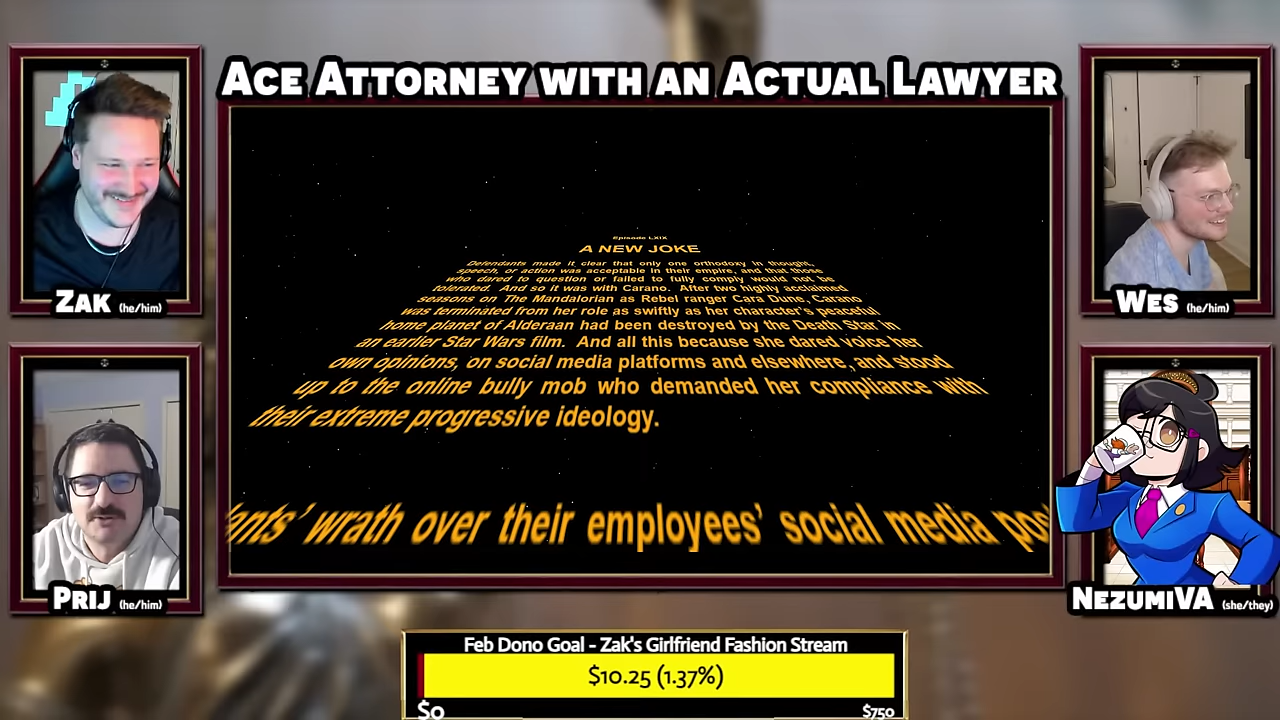 ACE ATTORNEY WITH AN ACTUAL LAWYER
Episode LXIX
A NEW JOKE
Defendants made it clear that only one orthodoxy in thought,
speech, or action was acceptable in their empire, and that those
who dared to question or failed to fully comply would not be
tolerated. And so it was with Carano. After two highly acclaimed
seasons on The Mandalorian as Rebel ranger Cara Dune, Carano
was terminated from her role as swiftly as her character's peaceful
home planet of Alderaan had been destroyed by the Death Star in
an earlier Star Wars film. And all this because she dared voice her
own opinions, on social media platforms and elsewhere, and stood
up to the online bully mob who demanded her compliance with
their extreme progressive ideology.
wrath over their employees' social media
ZAK (he/him)
WES (he/him)
PRIJ (he/him)
NEZUMIVA (she/they)
Feb Dono Goal - Zak's Girlfriend Fashion Stream
$10.25 (1.37%)
$0
$750